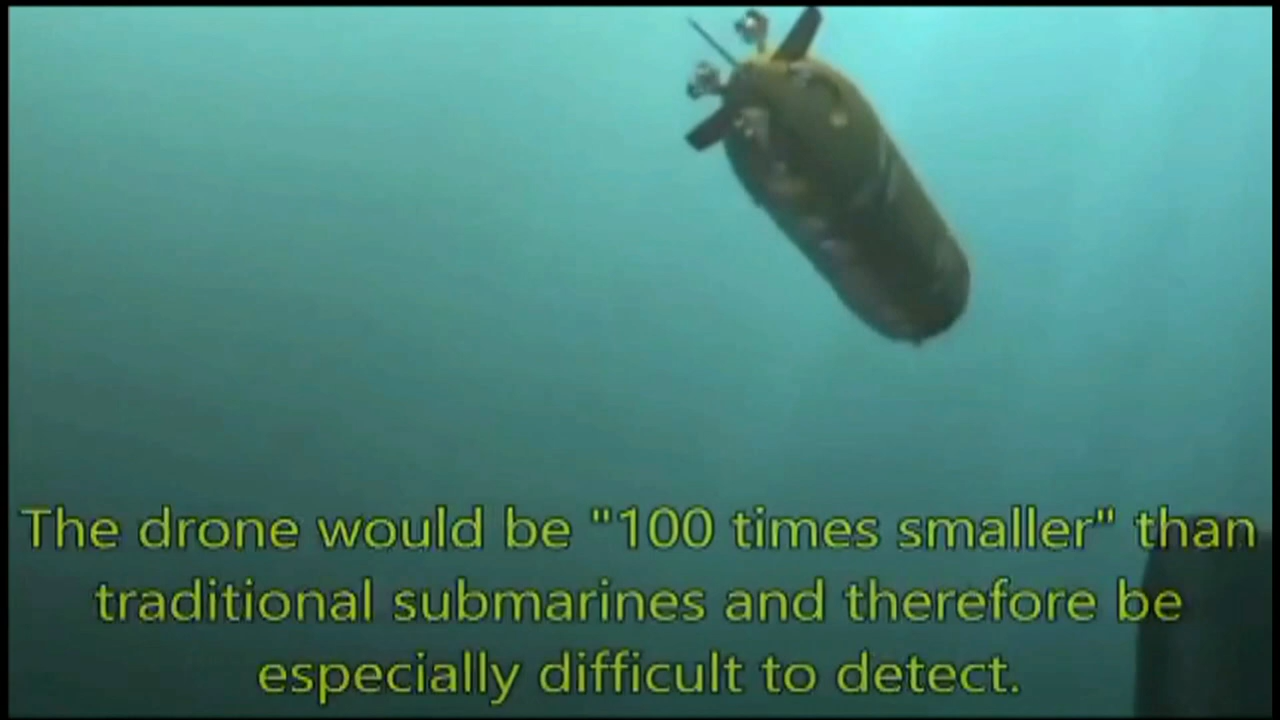 The drone would be "100 times smaller" than
traditional submarines and therefore be
especially difficult to detect.